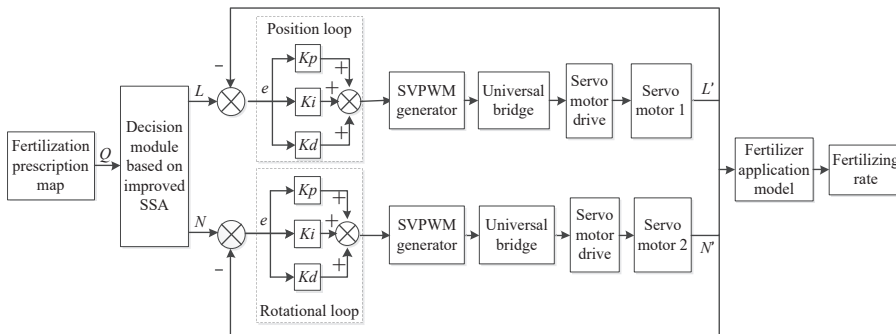 Position loop
−
L
e
Kp
Ki
Kd
+
+
+
SVPWM
generator
Universal
bridge
Servo
motor
drive
Servo
motor 1
L'
Fertilization
prescription
map
Q
Decision
module
based on
improved
SSA
Fertilizer
application
model
Fertilizing
rate
N
e
Kp
Ki
Kd
+
+
+
−
SVPWM
generator
Universal
bridge
Servo
motor
drive
Servo
motor 2
N'
Rotational loop